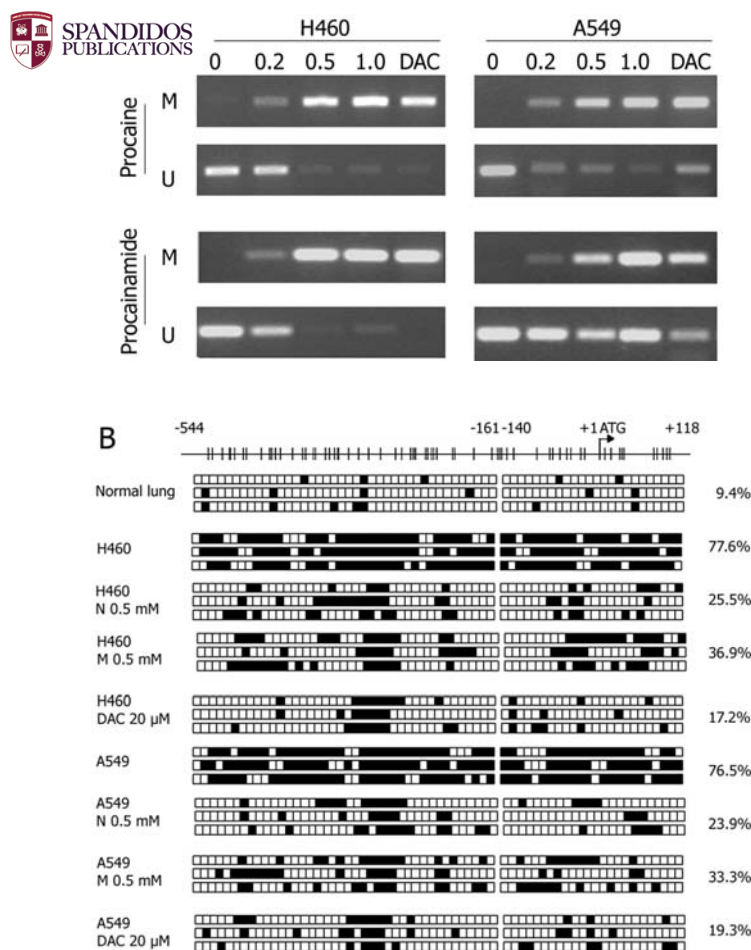 SPANDIDOS
PUBLICATIONS
H460 A549
0 0.2 0.5 1.0 DAC 0 0.2 0.5 1.0 DAC
Procaine
M
U
Procainamide
M
U
B
-544 -161 -140 +1ATG +118
Normal lung 9.4%
H460 77.6%
H460
N 0.5 mM 25.5%
H460
M 0.5 mM 36.9%
H460
DAC 20 µM 17.2%
A549 76.5%
A549
N 0.5 mM 23.9%
A549
M 0.5 mM 33.3%
A549
DAC 20 µM 19.3%